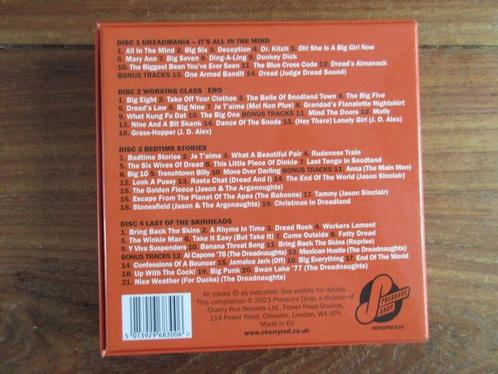 DISC 1 DREADMANIA – IT'S ALL IN THE MIND
1. All In The Mind 2. Big Six 3. Deception 4. Dr. Kitch 5. Oh! She Is A Big Girl Now
6. Mary Ann 7. Big Seven 8. Ding-A-Ling 9. Donkey Dick
10. The Biggest Bean You've Ever Seen 11. The Blue Cross Code 12. Dread's Almanack
BONUS TRACKS 13. One Armed Bandit 14. Dread (Judge Dread Sound)
DISC 2 WORKING CLASS 'ERO
1. Big Eight 2. Take Off Your Clothes 3. The Belle Of Snodland Town 4. The Big Five
5. Dread's Law 6. Big Nine 7. Je T'aime (Moi Non Plus) 8. Grandad's Flanalette Nightshirt
9. What Kung Fu Dat 10. The Big One BONUS TRACKS 11. Mind The Doors 12. Molly
13. Nine And A Bit Skank 14. Dance Of The Snods 15. (Hey There) Lonely Girl (J. D. Alex)
16. Grass-Hopper (J. D. Alex)
DISC 3 BEDTIME STORIES
1. Bedtime Stories 2. Je T'aime 3. What A Beautiful Pair 4. Rudeness Train
5. The Six Wives Of Dread 6. This Little Piece Of Dinkle 7. Last Tango In Snodland
8. Big 10 9. Trenchtown Billy 10. Move Over Darling BONUS TRACKS 11. Anna (The Main Men)
12. Look A Pussy 13. Rasta Chat (Dread And I) 14. The End Of The World (Jason Sinclair)
15. The Golden Fleece (Jason & The Argonoughts)
16. Escape From The Planet Of The Apes (The Baboons) 17. Tammy (Jason Sinclair)
18. Stonesfield (Jason & The Argonaughts) 19. Christmas In Dreadland
DISC 4 LAST OF THE SKINHEADS
1. Bring Back The Skins 2. A Rhyme In Time 3. Dread Rock 4. Workers Lament
5. The Winkle Man 6. Take It Easy (But Take It) 7. Come Outside 8. Fatty Dread
9. Y Viva Suspenders 10. Banana Throat Song 11. Bring Back The Skins (Reprise)
BONUS TRACKS 12. Al Capone '76 (The Dreadnaughts) 13. Mexican Hustle (The Dreadnaughts)
14. Confessions Of A Bouncer 15. Jamaica Jerk (Off) 16. Big Everything 17. End Of The World
18. Up With The Cock! 19. Big Punk 20. Swan Lake '77 (The Dreadnaughts)
21. Nice Weather (For Ducks) (The Dreadnaughts)
5 013929 683006
All tracks ℗ as indicated. See wallets for details.
This compilation © 2023 Pressure Drop, a division of
Cherry Red Records Ltd., Power Road Studios,
114 Power Road, Chiswick, London, W4 5PY.
Made in EU
www.cherryred.co.uk
PRESSURE
DROP